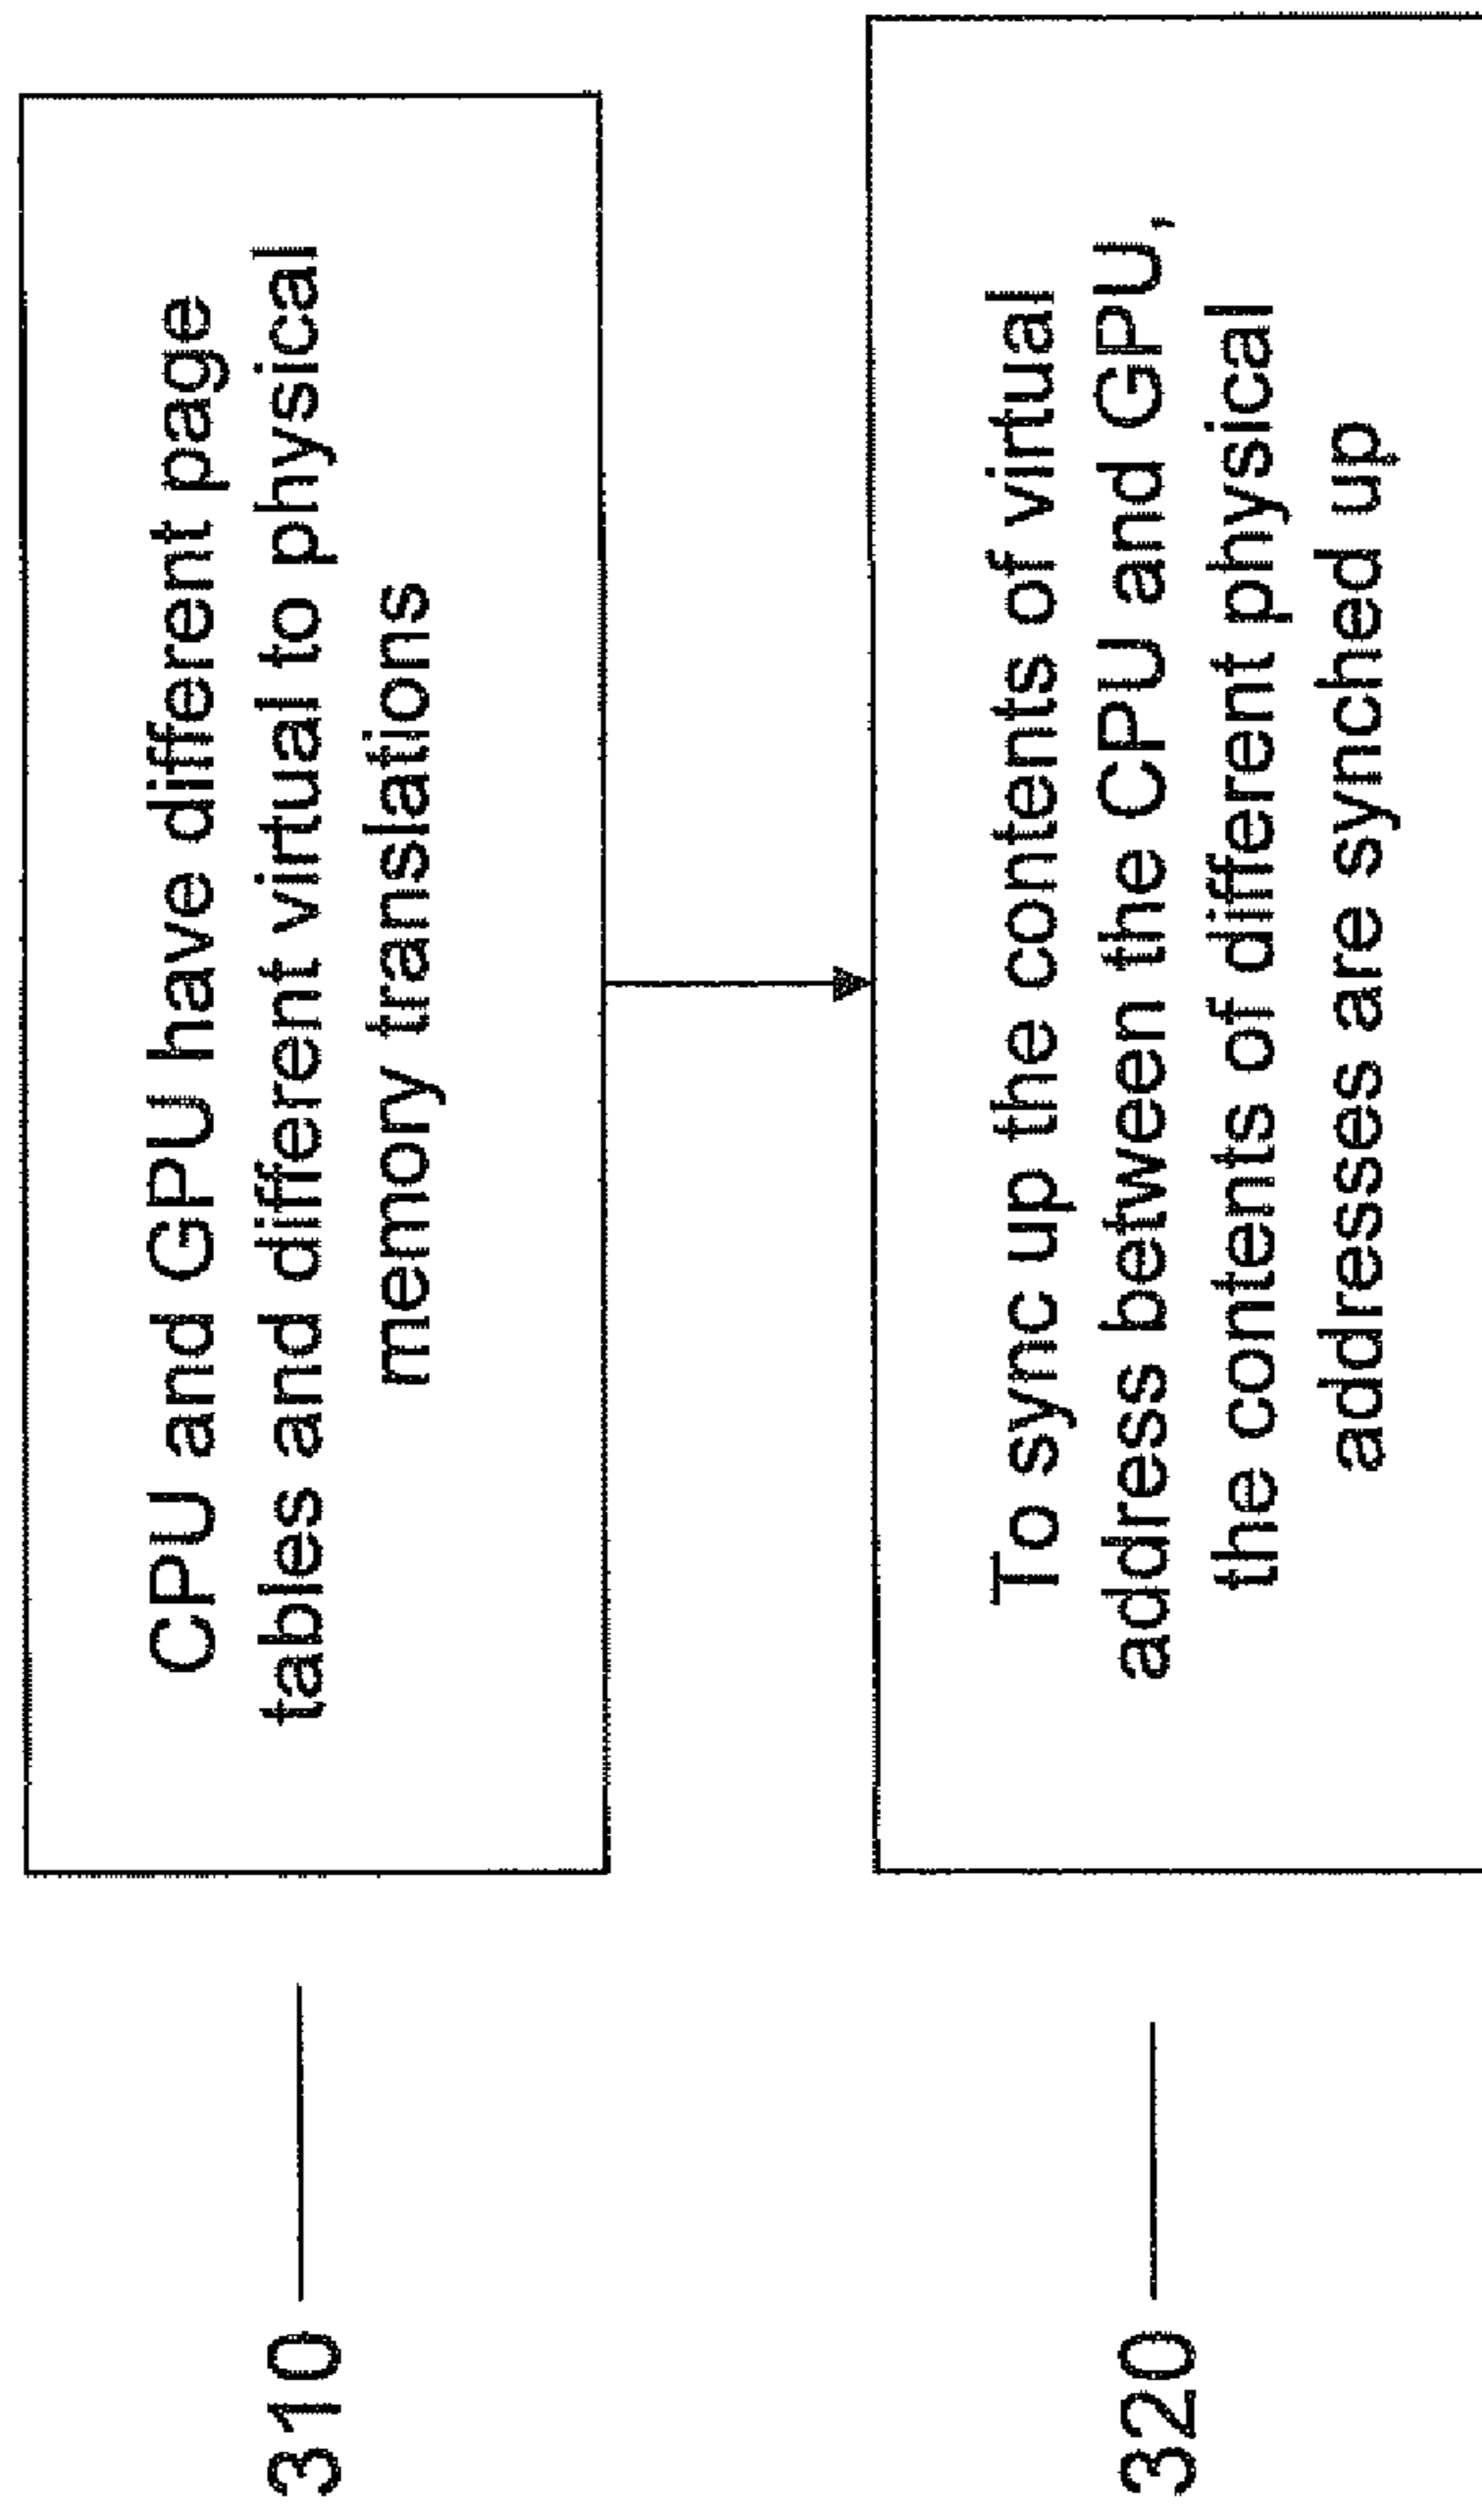 310
CPU and GPU have different page
tables and different virtual to physical
memory translations
320
To sync up the contents of virtual
address between the CPU and GPU,
the contents of different physical
addresses are synched up